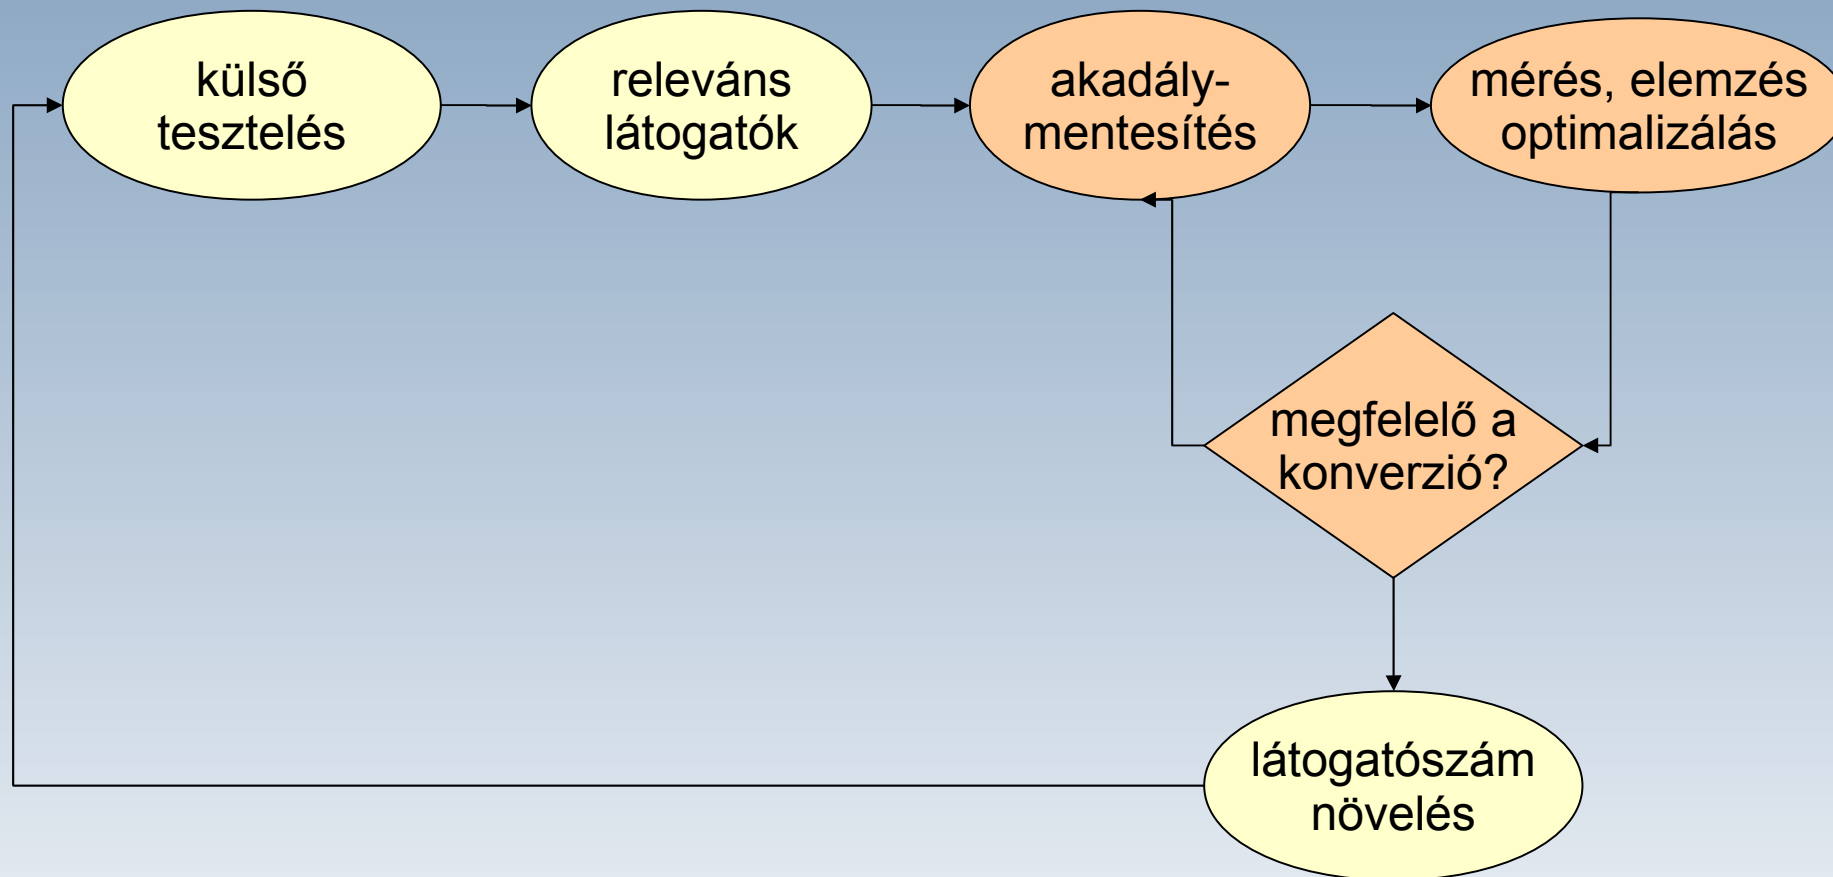 külső
tesztelés
releváns
látogatók
akadály-
mentesítés
mérés, elemzés
optimalizálás
megfelelő a
konverzió?
látogatószám
növelés